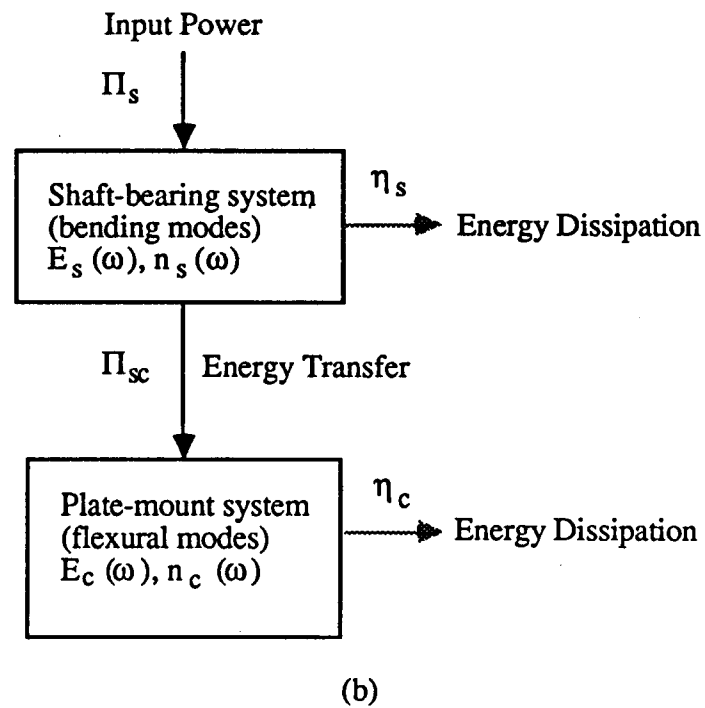 Input Power
Π_s
Shaft-bearing system
(bending modes)
E_s (ω), n_s (ω)
η_s
Energy Dissipation
Π_sc
Energy Transfer
Plate-mount system
(flexural modes)
E_c (ω), n_c (ω)
η_c
Energy Dissipation
(b)